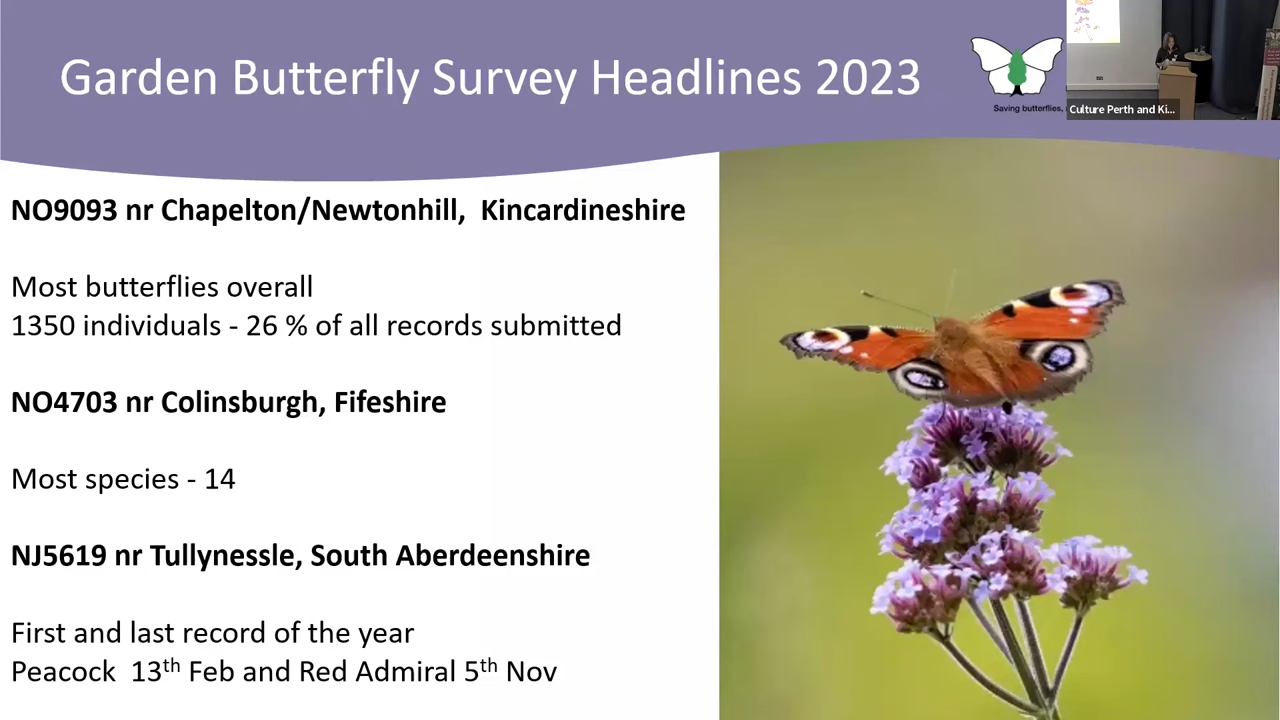 Garden Butterfly Survey Headlines 2023
Saving butterflies,
Culture Perth and Ki...
NO9093 nr Chapelton/Newtonhill, Kincardineshire
Most butterflies overall
1350 individuals - 26 % of all records submitted
NO4703 nr Colinsburgh, Fifeshire
Most species - 14
NJ5619 nr Tullynessle, South Aberdeenshire
First and last record of the year
Peacock 13th Feb and Red Admiral 5th Nov